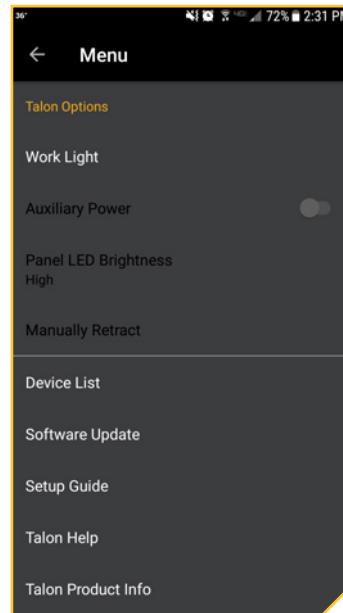 36° 72% 2:31 PM
Menu
Talon Options
Work Light
Auxiliary Power
Panel LED Brightness
High
Manually Retract
Device List
Software Update
Setup Guide
Talon Help
Talon Product Info